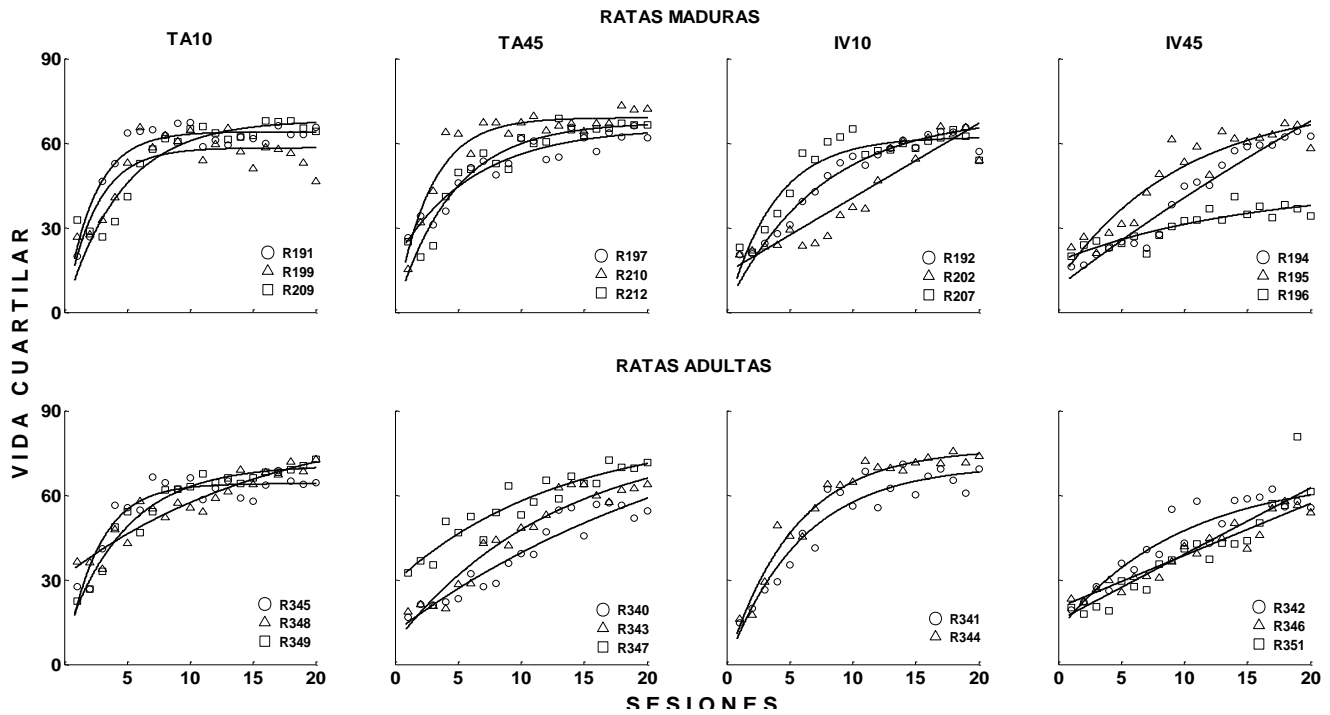 RATAS MADURAS
TA10 TA45 IV10 IV45
VIDA CUARTILAR
90
60
30
0
R191
R199
R209
R197
R210
R212
R192
R202
R207
R194
R195
R196
RATAS ADULTAS
90
60
30
0
R345
R348
R349
R340
R343
R347
R341
R344
R342
R346
R351
5 10 15 20
0 5 10 15 20
0 5 10 15 20
0 5 10 15 20
SESIONES